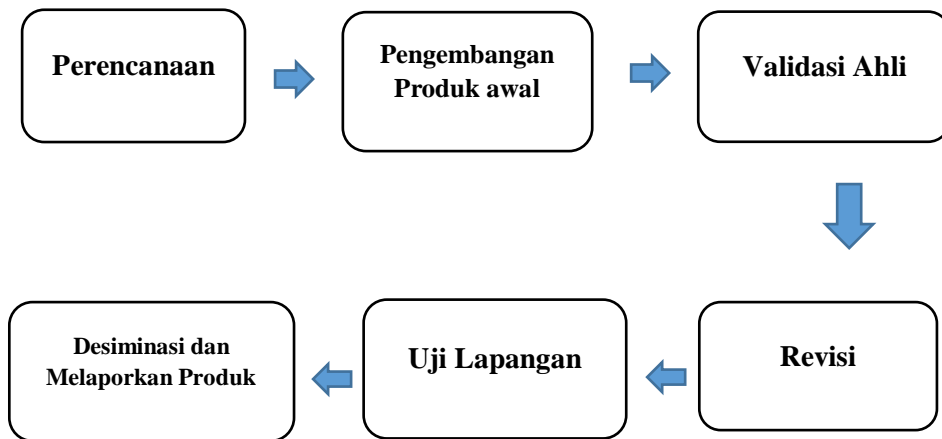 Perencanaan
Pengembangan
Produk awal
Validasi Ahli
Revisi
Uji Lapangan
Desiminasi dan
Melaporkan Produk